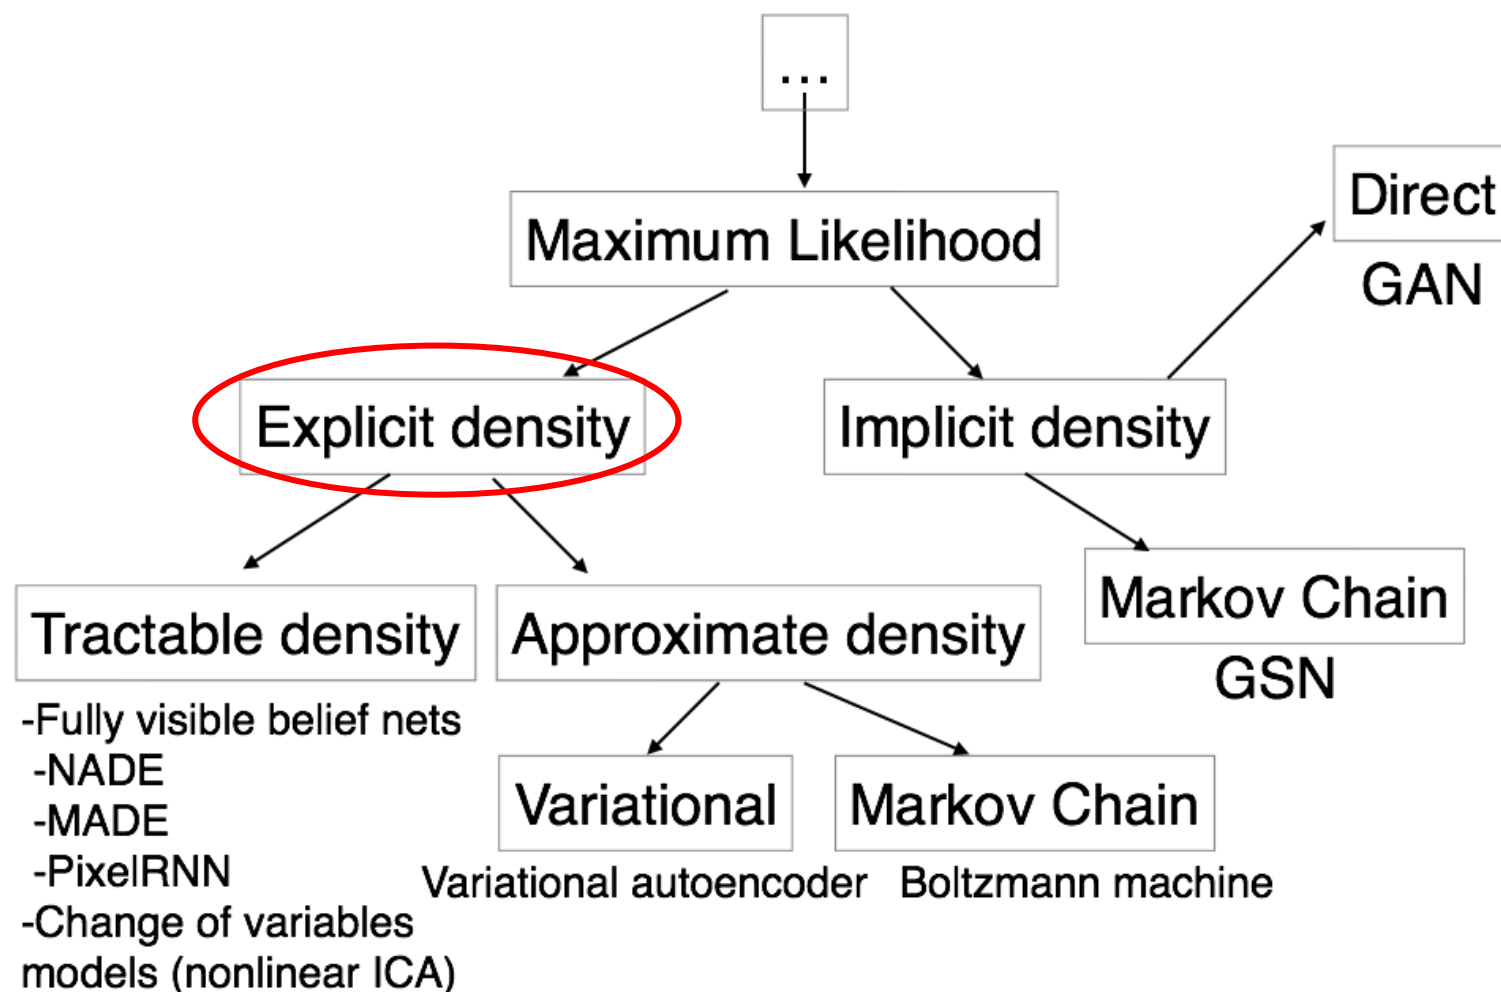 ...
Maximum Likelihood
Direct
GAN
Explicit density
Implicit density
Markov Chain
GSN
Tractable density
-Fully visible belief nets
-NADE
-MADE
-PixelRNN
-Change of variables
models (nonlinear ICA)
Approximate density
Variational
Variational autoencoder
Markov Chain
Boltzmann machine